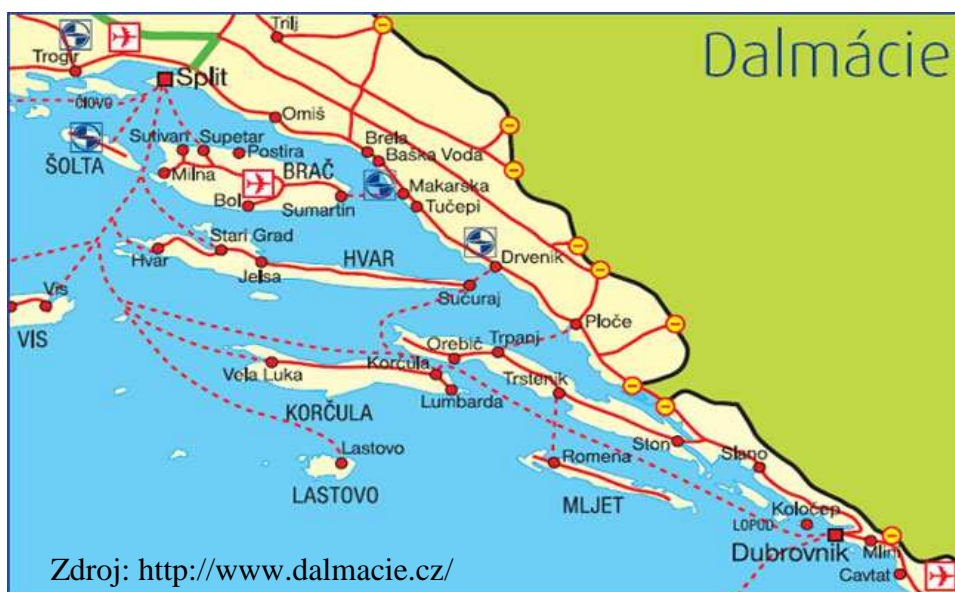 Dalmácie
Trilj
Trogir
Split
ČIOVO
Omiš
Sutivan
Supetar
Postira
Brela
Baška Voda
ŠOLTA
Milna
BRAČ
Makarska
Bol
Sumartin
Tučepi
Stari Grad
Hvar
HVAR
Drvenik
Jelsa
Sućuraj
Vis
VIS
Ploče
Orebič
Trpanj
Vela Luka
Korčula
Trstenik
Lumbarda
KORČULA
Ston
Slano
Lastovo
Romena
LASTOVO
MLJET
Koločep
LOPUD
Dubrovnik
Mlini
Cavtat
Zdroj: http://www.dalmacie.cz/